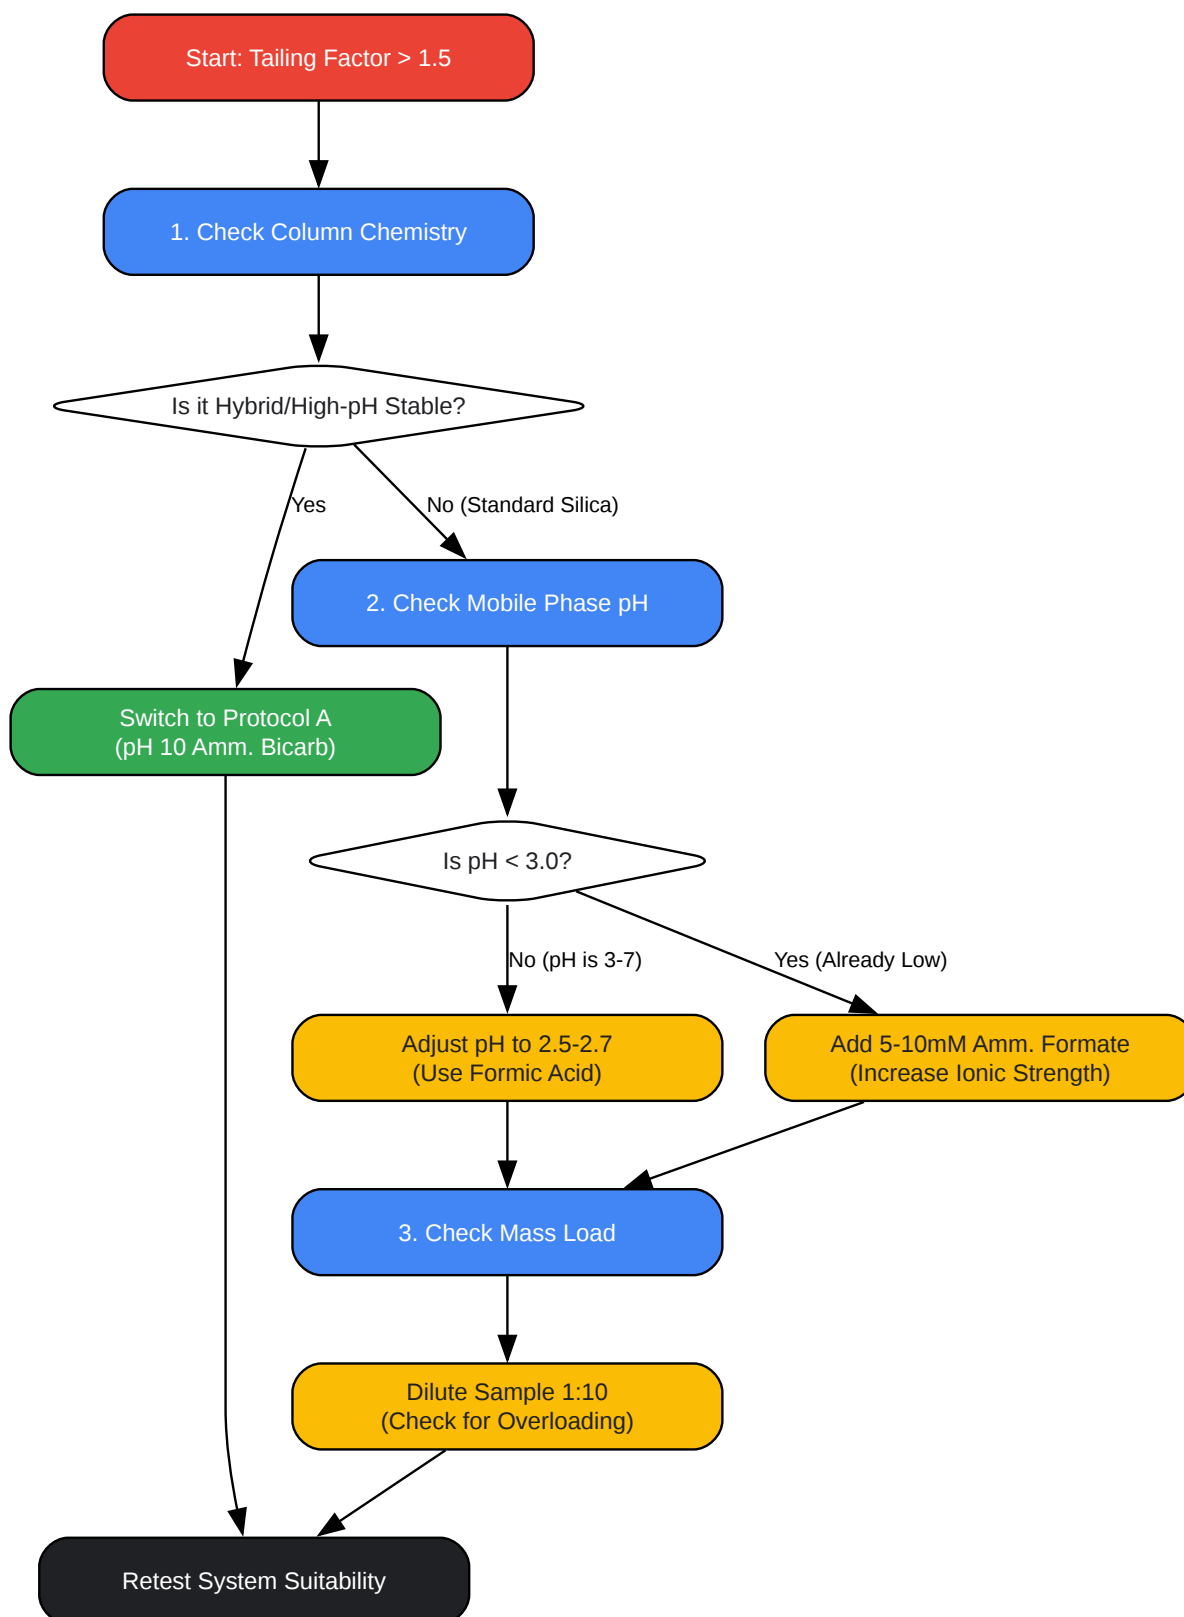 Start: Tailing Factor > 1.5
1. Check Column Chemistry
Is it Hybrid/High-pH Stable?
Yes
No (Standard Silica)
2. Check Mobile Phase pH
Switch to Protocol A
(pH 10 Amm. Bicarb)
Is pH < 3.0?
No (pH is 3-7)
Yes (Already Low)
Adjust pH to 2.5-2.7
(Use Formic Acid)
Add 5-10mM Amm. Formate
(Increase Ionic Strength)
3. Check Mass Load
Dilute Sample 1:10
(Check for Overloading)
Retest System Suitability